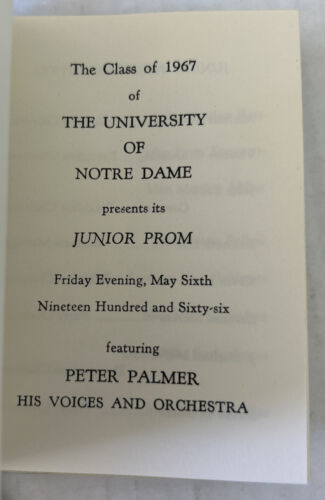 The Class of 1967
of
THE UNIVERSITY
OF
NOTRE DAME
presents its
JUNIOR PROM
Friday Evening, May Sixth
Nineteen Hundred and Sixty-six
featuring
PETER PALMER
HIS VOICES AND ORCHESTRA